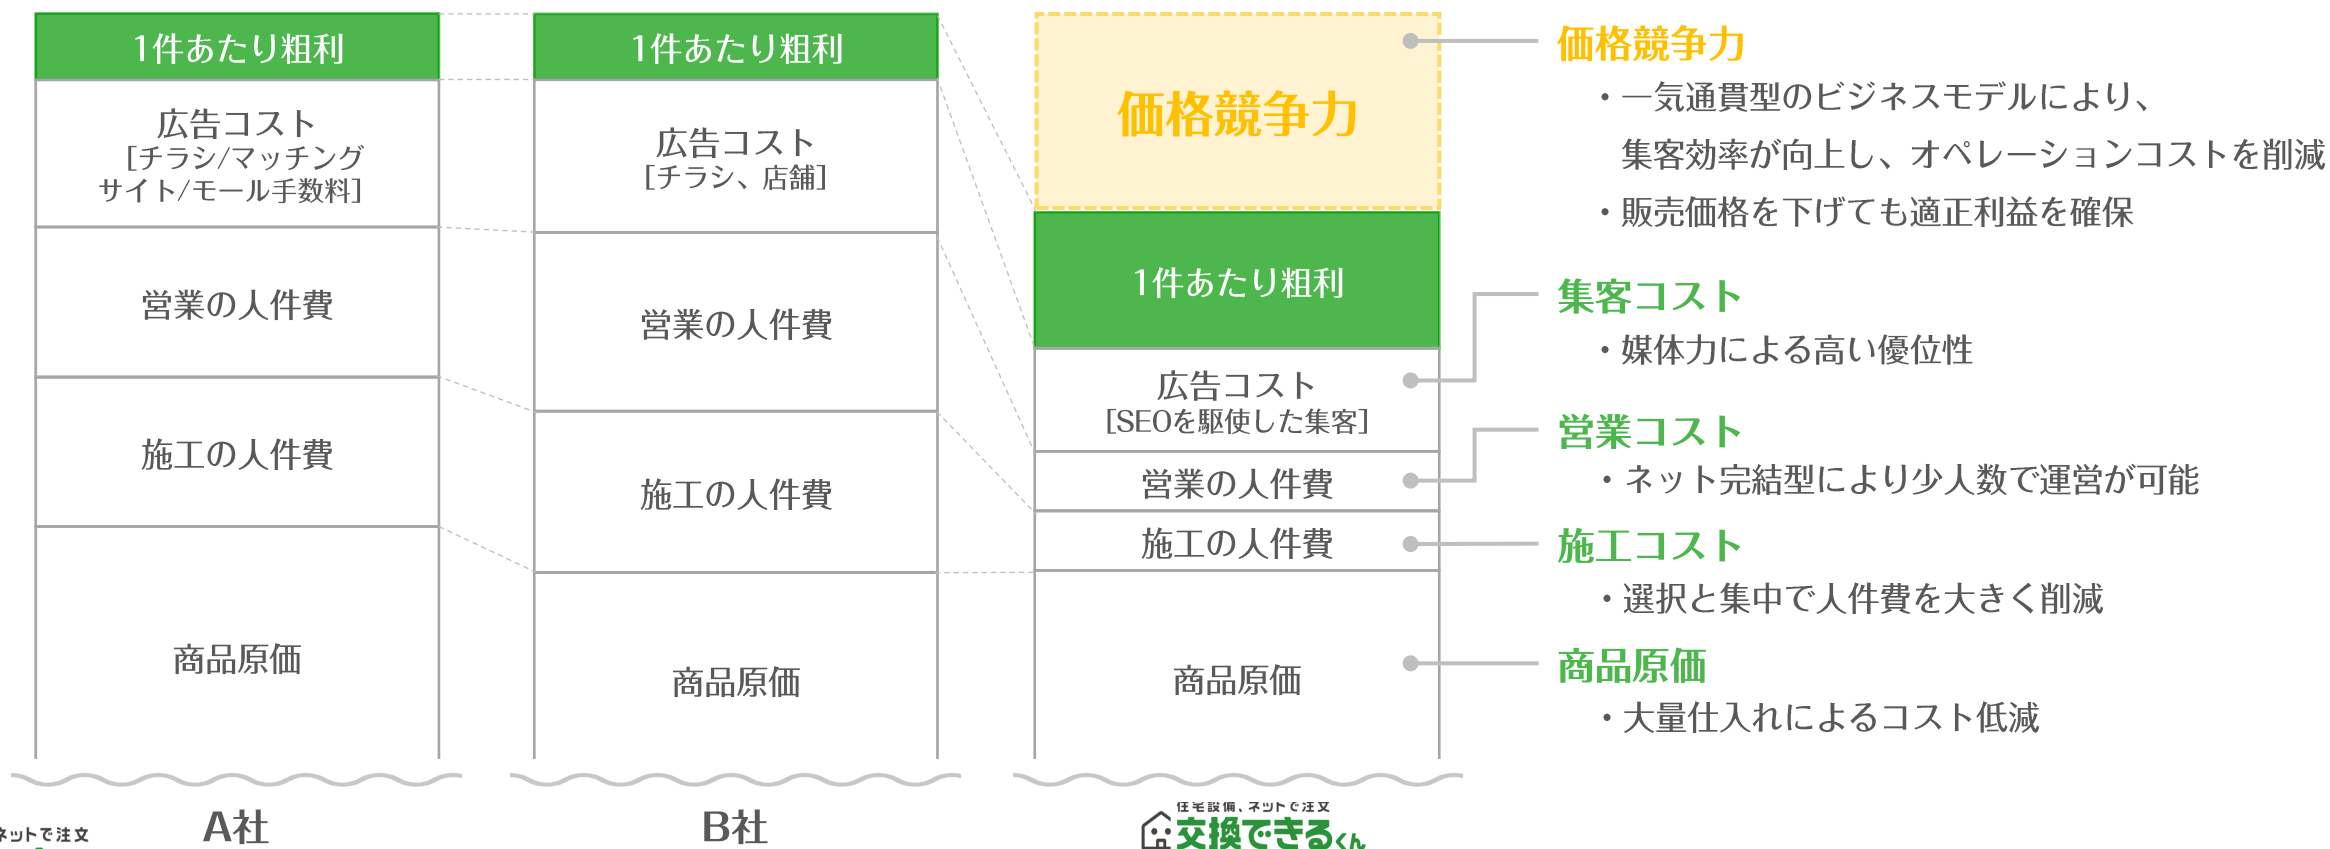 1件あたり粗利
広告コスト
[チラシ/マッチング
サイト/モール手数料]
営業の人件費
施工の人件費
商品原価
A社
1件あたり粗利
広告コスト
[チラシ、店舗]
営業の人件費
施工の人件費
商品原価
B社
価格競争力
1件あたり粗利
広告コスト
[SEOを駆使した集客]
営業の人件費
施工の人件費
商品原価
住宅設備、ネットで注文
交換できるくん
価格競争力
・一気通貫型のビジネスモデルにより、
集客効率が向上し、オペレーションコストを削減
・販売価格を下げても適正利益を確保
集客コスト
・媒体力による高い優位性
営業コスト
・ネット完結型により少人数で運営が可能
施工コスト
・選択と集中で人件費を大きく削減
商品原価
・大量仕入れによるコスト低減
ネットで注文